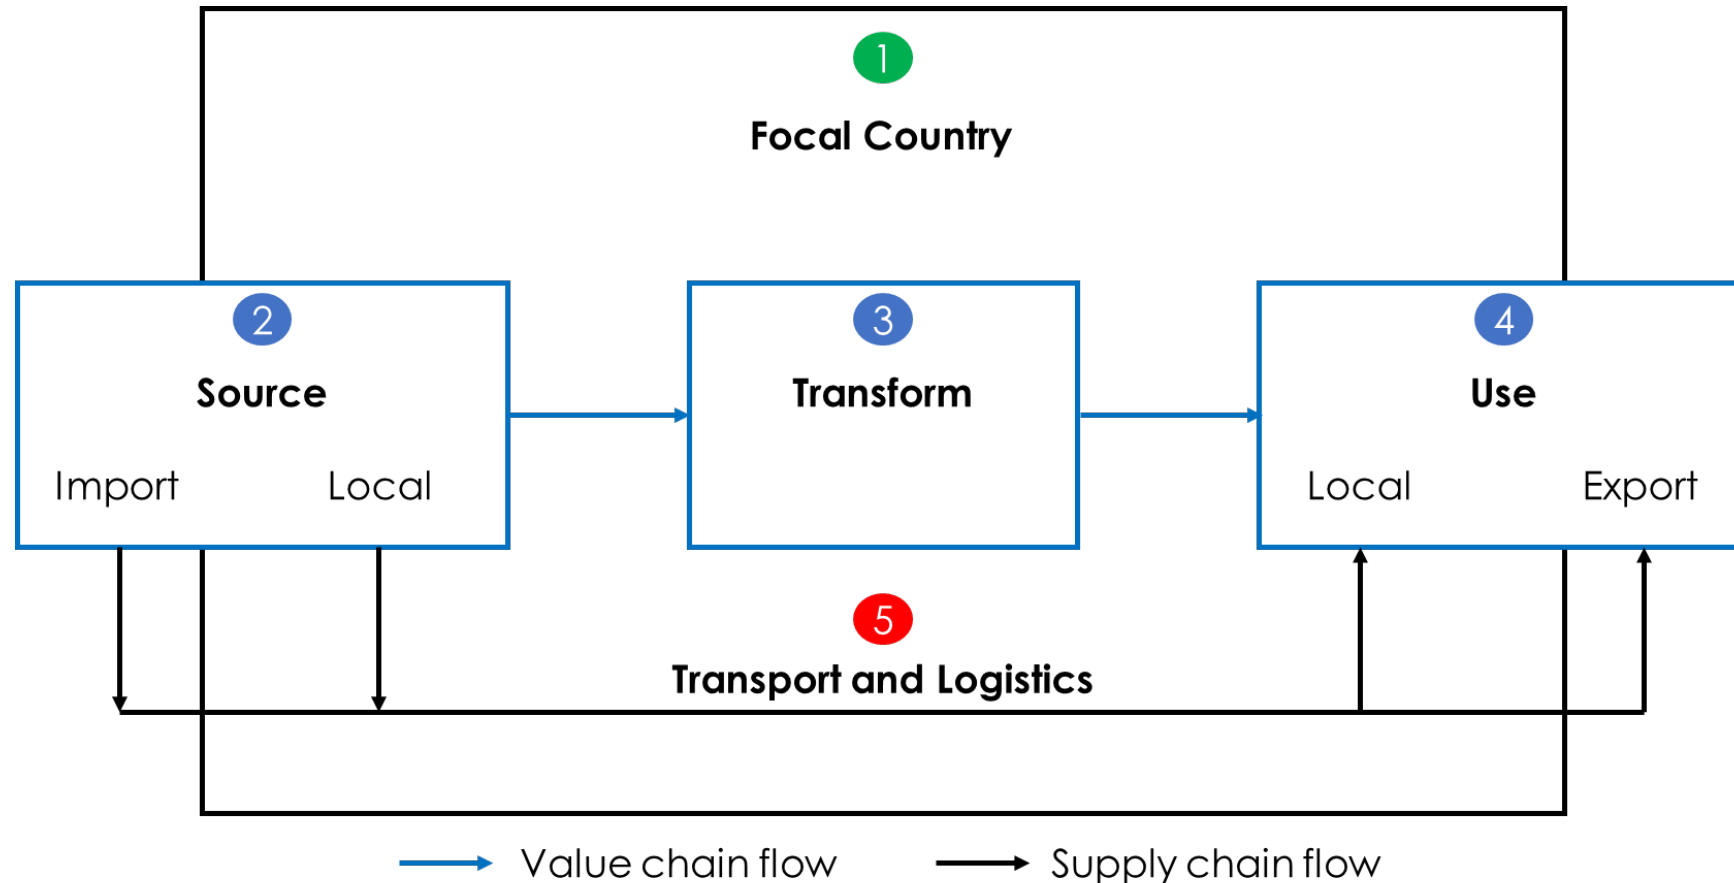 1
Focal Country
2
Source
Import Local
3
Transform
4
Use
Local Export
5
Transport and Logistics
Value chain flow
Supply chain flow